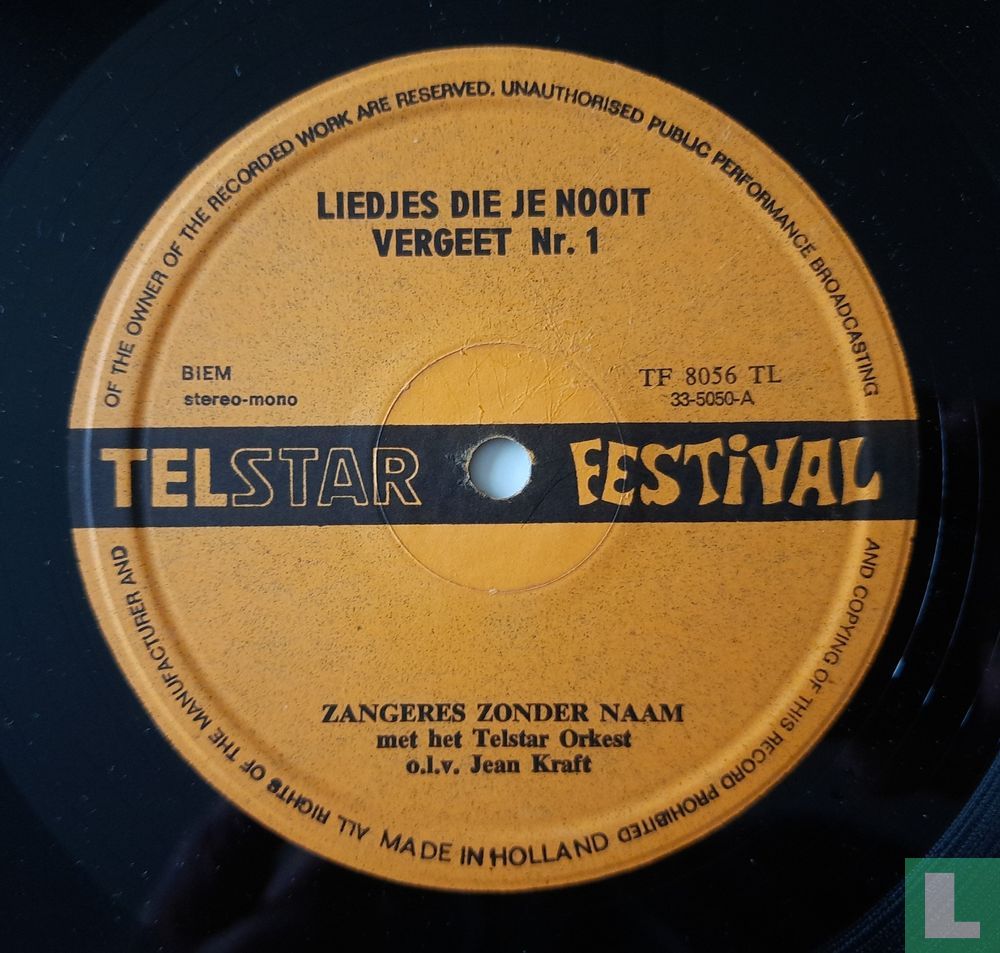 LIEDJES DIE JE NOOIT
VERGEET Nr. 1
BIEM
stereo-mono
TF 8056 TL
33-5050-A
TELSTAR FESTiVAL
ZANGERES ZONDER NAAM
met het Telstar Orkest
o.l.v. Jean Kraft
ALL RIGHTS OF THE MANUFACTURER AND OF THE OWNER OF THE RECORDED WORK ARE RESERVED. UNAUTHORISED PUBLIC PERFORMANCE BROADCASTING AND COPYING OF THIS RECORD PROHIBITED
MADE IN HOLLAND
L